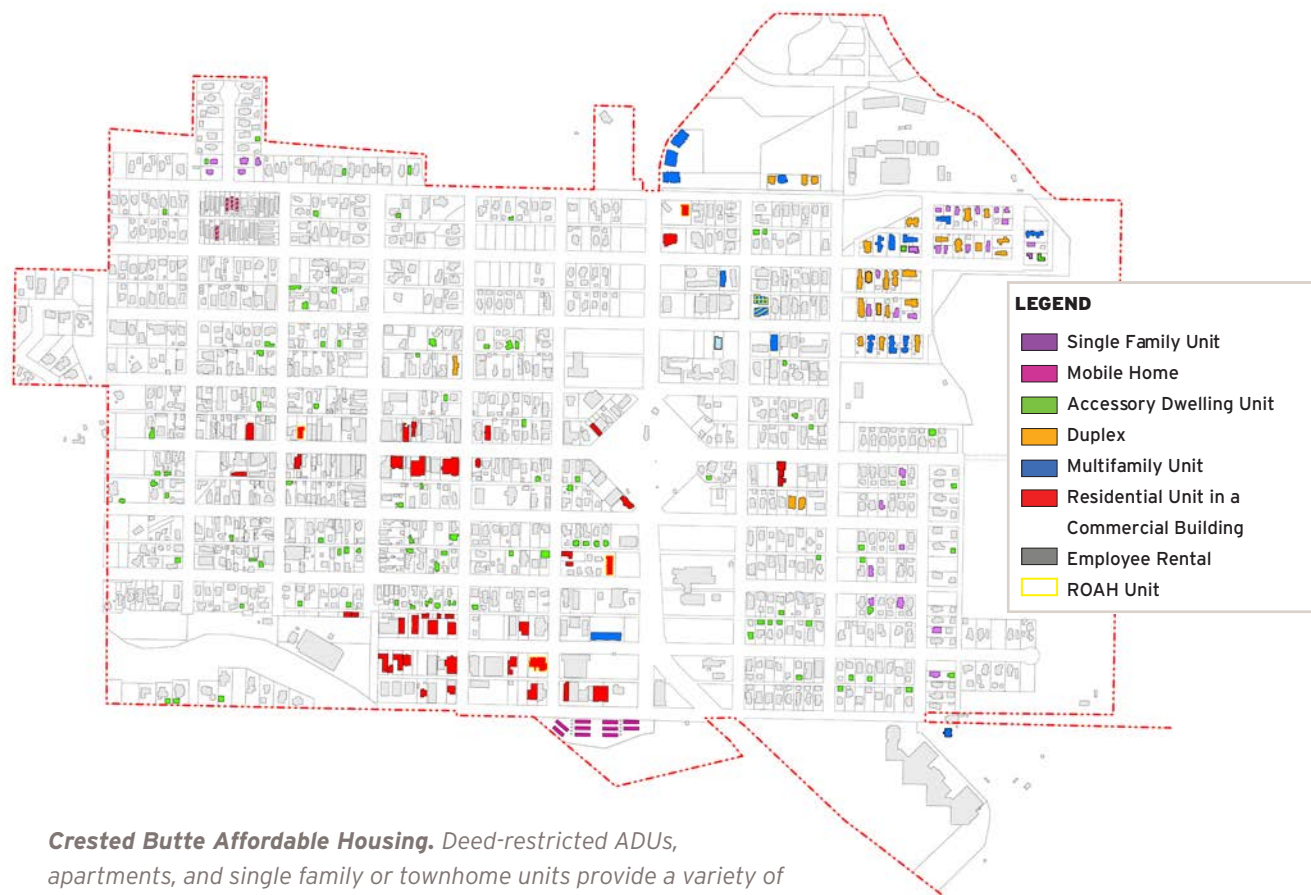 LEGEND
Single Family Unit
Mobile Home
Accessory Dwelling Unit
Duplex
Multifamily Unit
Residential Unit in a
Commercial Building
Employee Rental
ROAH Unit
Crested Butte Affordable Housing. Deed-restricted ADUs,
apartments, and single family or townhome units provide a variety of